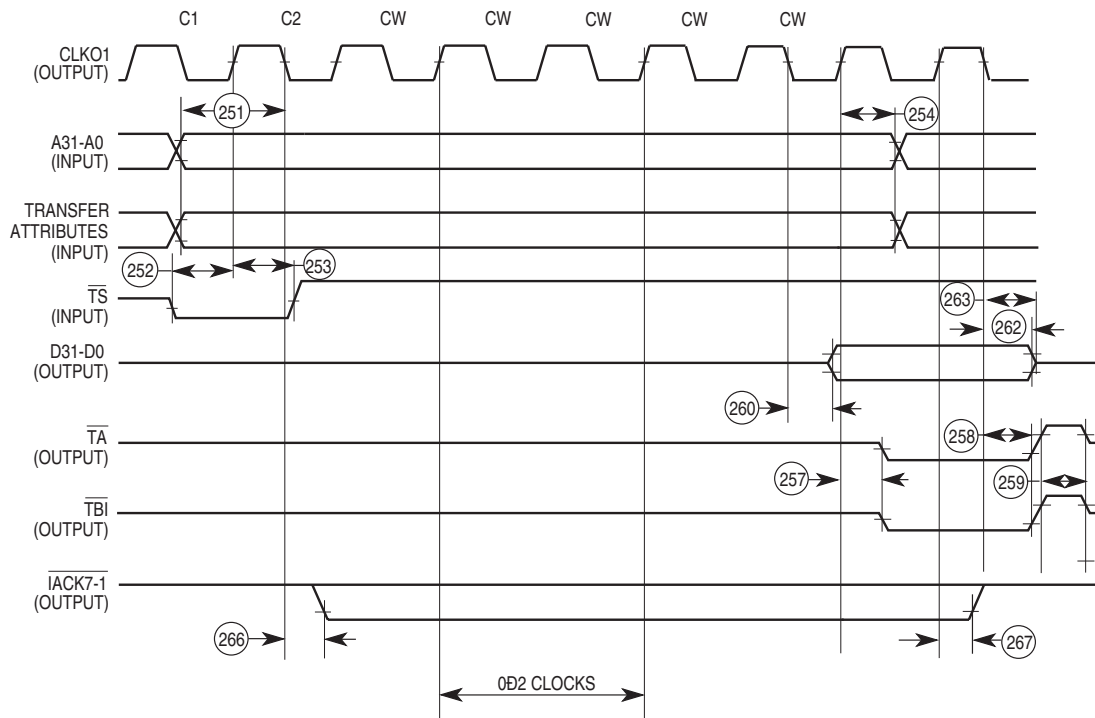 C1 C2 CW CW CW CW CW
CLKO1
(OUTPUT)
251
254
A31-A0
(INPUT)
TRANSFER
ATTRIBUTES
(INPUT)
252
253
TS
(INPUT)
263
262
D31-D0
(OUTPUT)
260
258
TA
(OUTPUT)
257
259
TBI
(OUTPUT)
IACK7-1
(OUTPUT)
266
267
0Ð2 CLOCKS